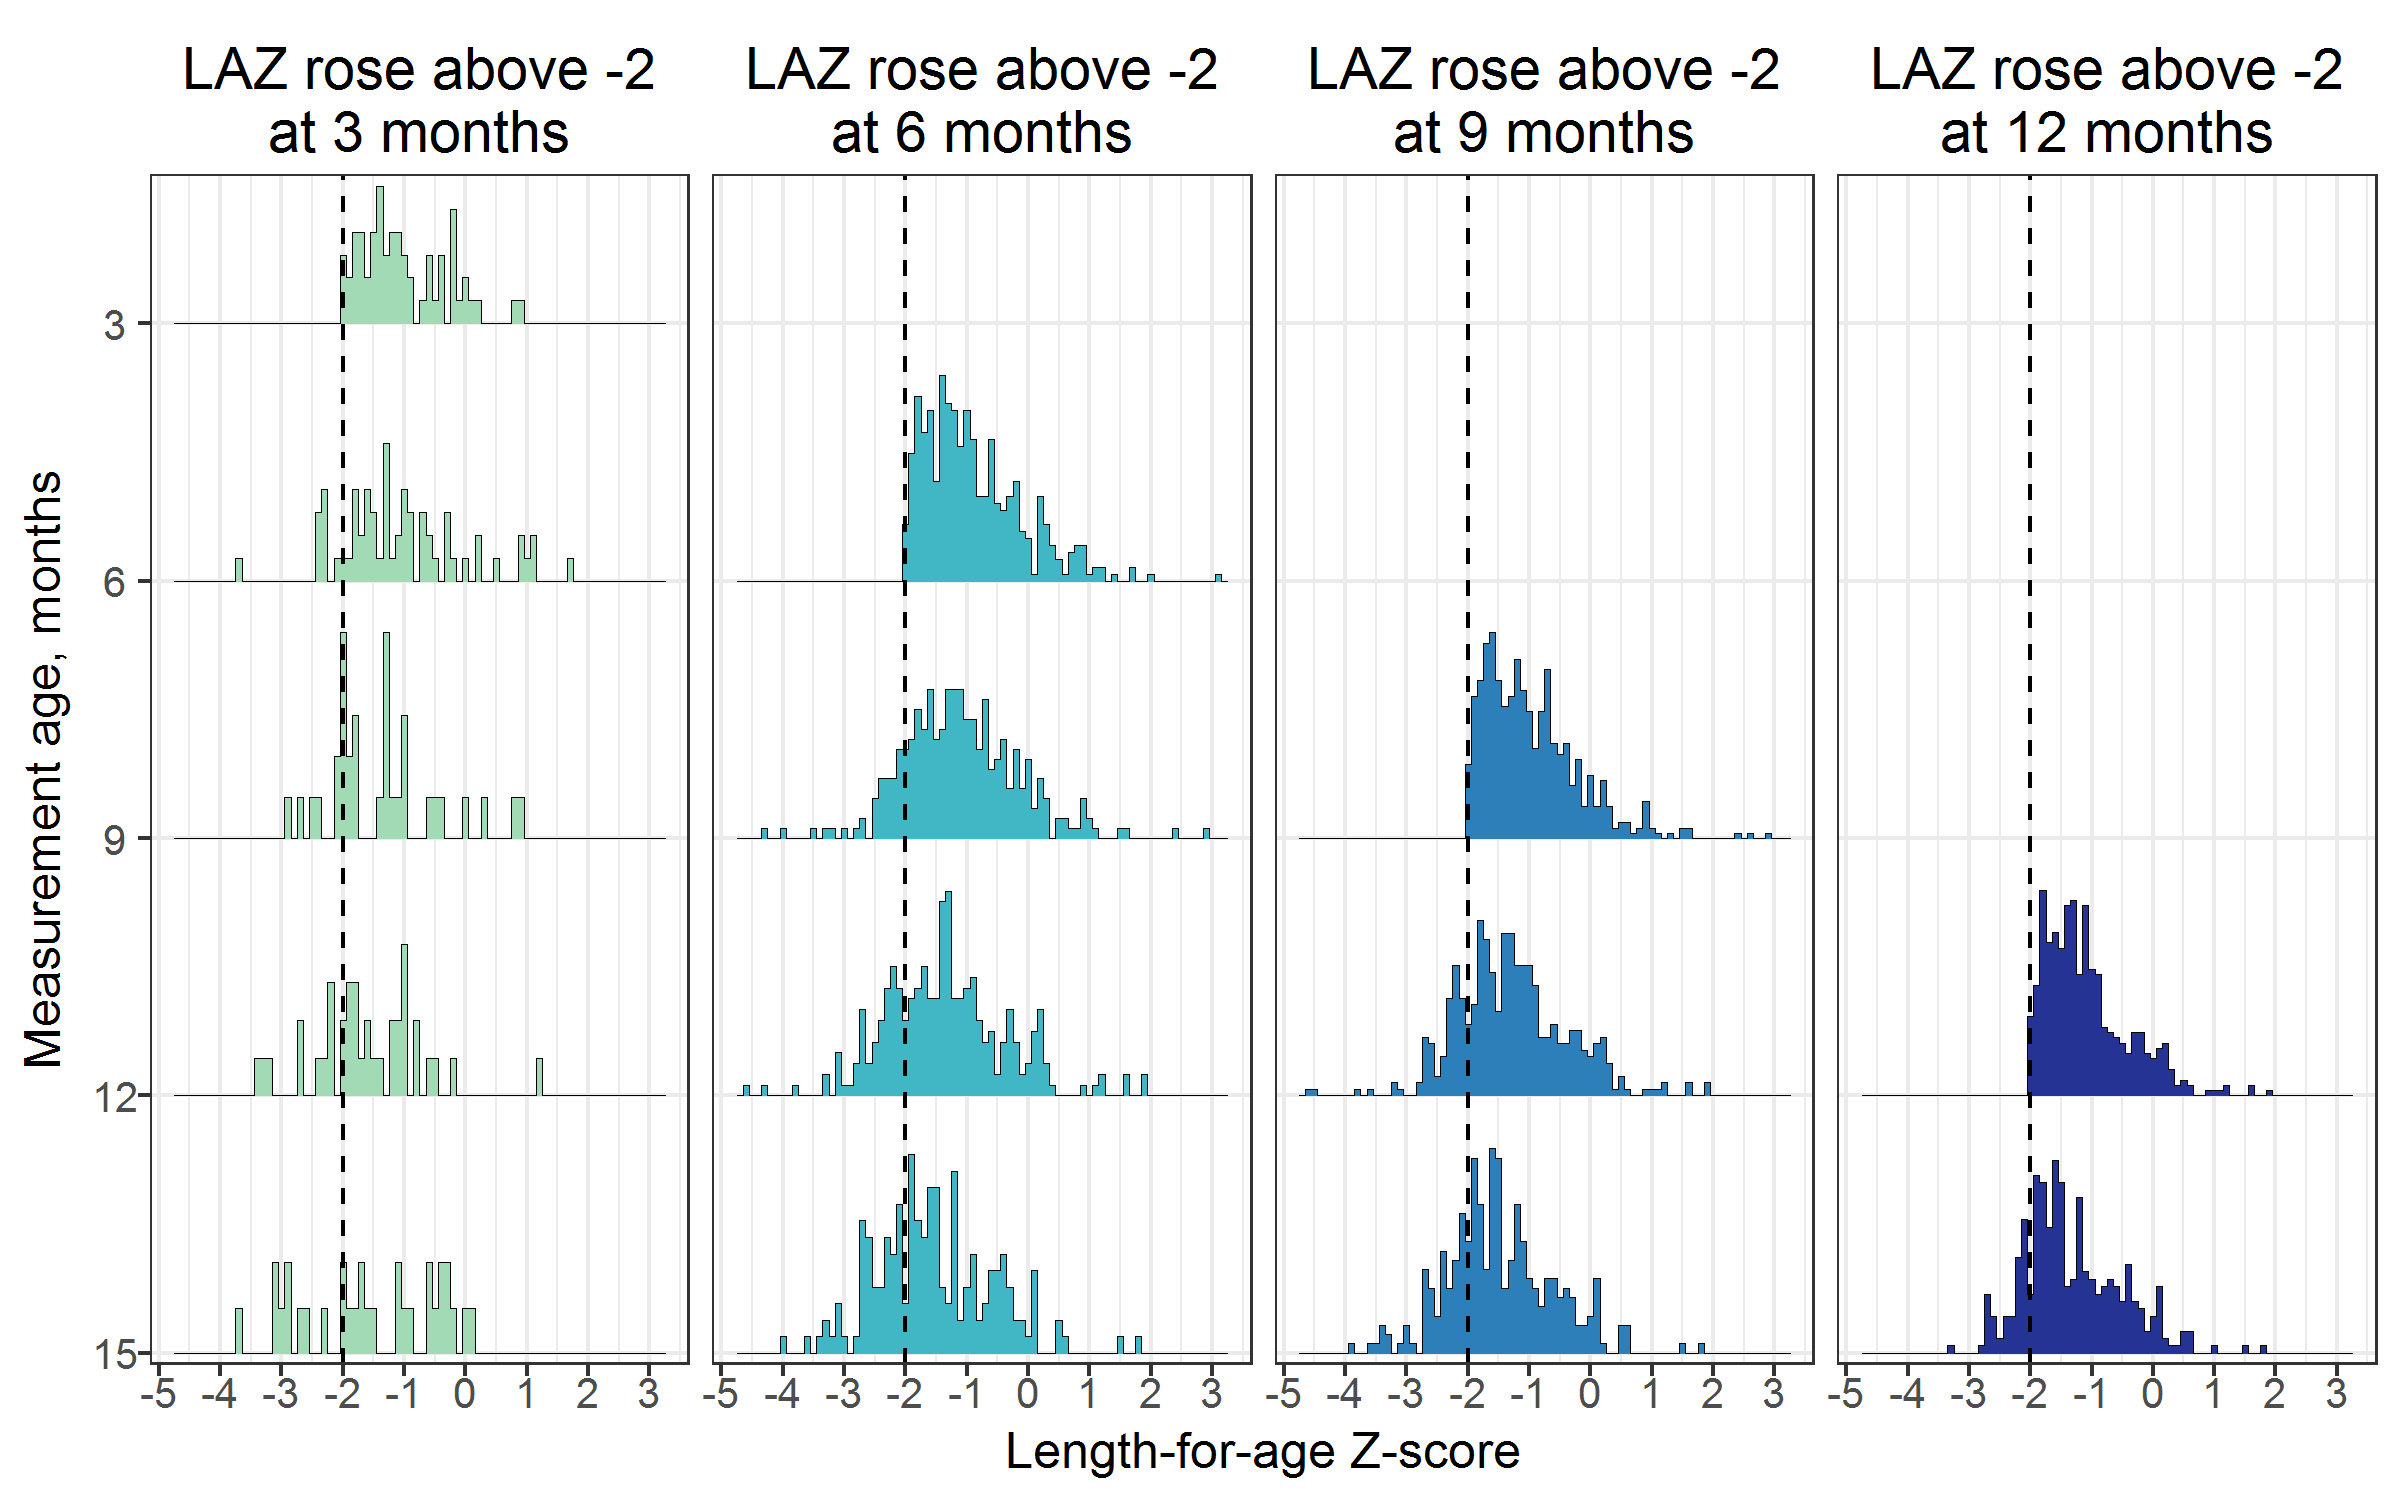 LAZ rose above -2
at 3 months
LAZ rose above -2
at 6 months
LAZ rose above -2
at 9 months
LAZ rose above -2
at 12 months
Measurement age, months
3
6
9
12
15
-5 -4 -3 -2 -1 0 1 2 3
-5 -4 -3 -2 -1 0 1 2 3
-5 -4 -3 -2 -1 0 1 2 3
-5 -4 -3 -2 -1 0 1 2 3
Length-for-age Z-score